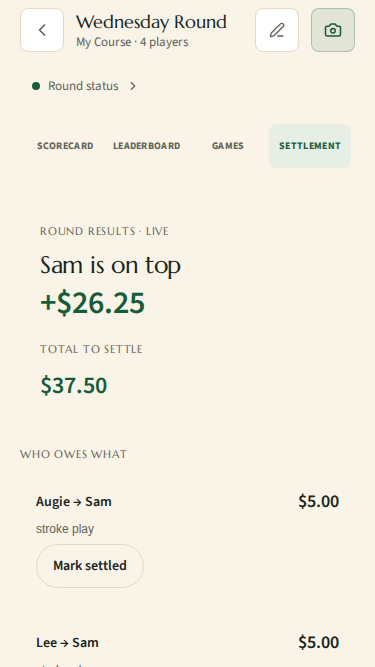 Wednesday Round
My Course · 4 players
Round status
SCORECARD
LEADERBOARD
GAMES
SETTLEMENT
ROUND RESULTS · LIVE
Sam is on top
+$26.25
TOTAL TO SETTLE
$37.50
WHO OWES WHAT
Augie → Sam
$5.00
stroke play
Mark settled
Lee → Sam
$5.00